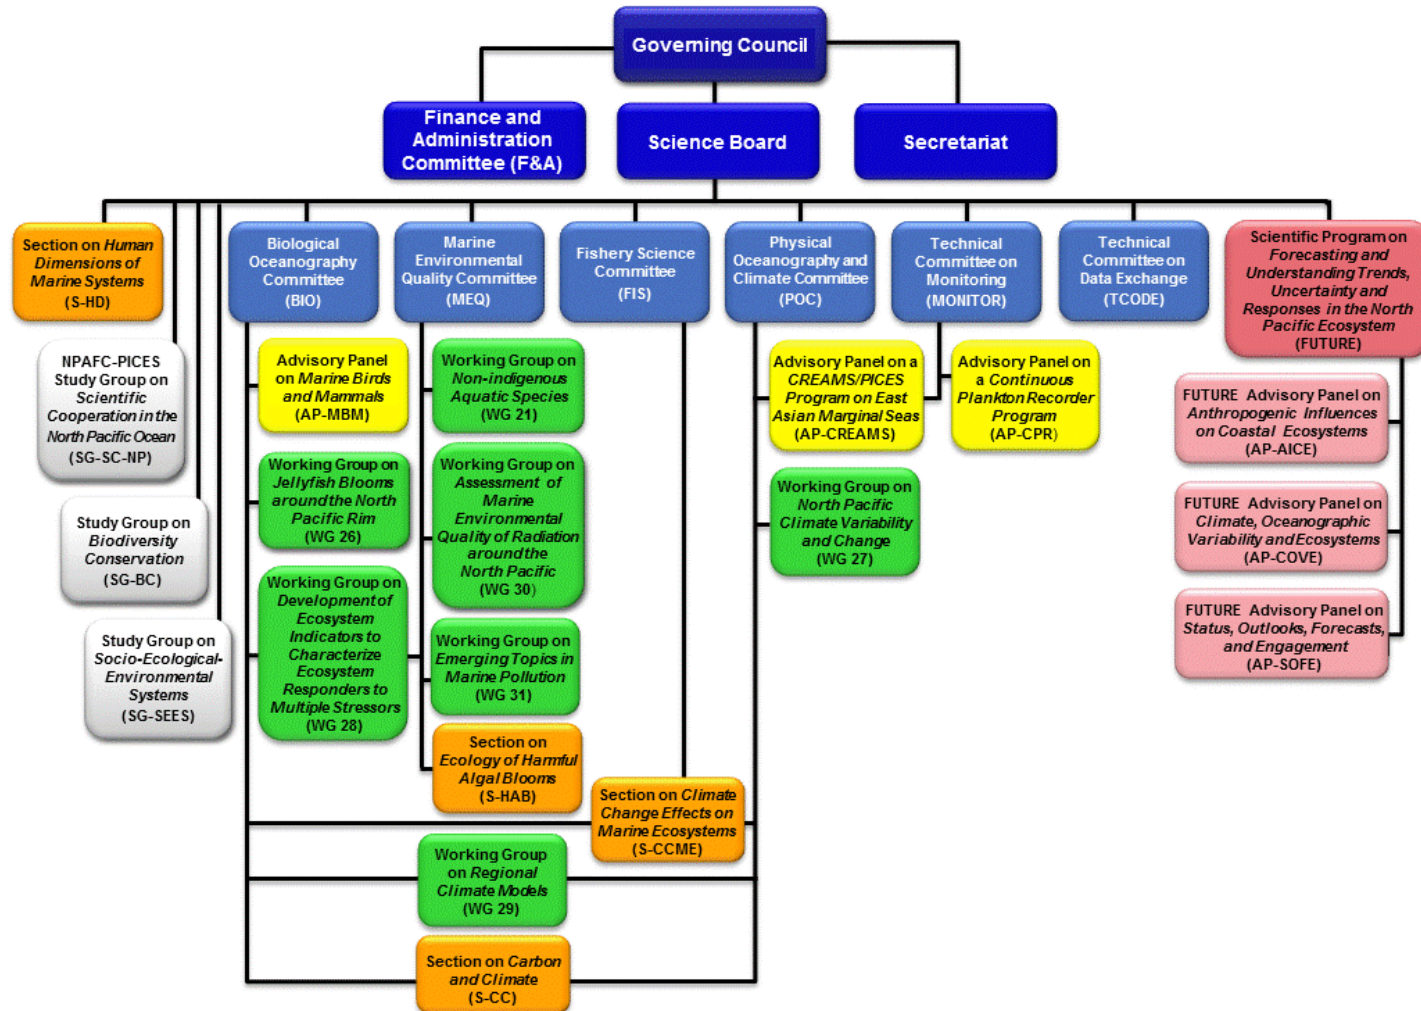 Governing Council
Finance and
Administration
Committee (F&A)
Science Board
Secretariat
Section on Human
Dimensions of
Marine Systems
(S-HD)
Biological
Oceanography
Committee
(BIO)
Marine
Environmental
Quality Committee
(MEQ)
Fishery Science
Committee
(FIS)
Physical
Oceanography and
Climate Committee
(POC)
Technical
Committee on
Monitoring
(MONITOR)
Technical
Committee on
Data Exchange
(TCODE)
Scientific Program on
Forecasting and
Understanding Trends,
Uncertainty and
Responses in the North
Pacific Ecosystem
(FUTURE)
NPAFC-PICES
Study Group on
Scientific
Cooperation in the
North Pacific Ocean
(SG-SC-NP)
Study Group on
Biodiversity
Conservation
(SG-BC)
Study Group on
Socio-Ecological-
Environmental
Systems
(SG-SEES)
Advisory Panel
on Marine Birds
and Mammals
(AP-MBM)
Working Group on
Jellyfish Blooms
around the North
Pacific Rim
(WG 26)
Working Group on
Development of
Ecosystem
Indicators to
Characterize
Ecosystem
Responders to
Multiple Stressors
(WG 28)
Working Group on
Non-indigenous
Aquatic Species
(WG 21)
Working Group on
Assessment of
Marine
Environmental
Quality of Radiation
around the
North Pacific
(WG 30)
Working Group on
Emerging Topics in
Marine Pollution
(WG 31)
Section on
Ecology of Harmful
Algal Blooms
(S-HAB)
Section on Climate
Change Effects on
Marine Ecosystems
(S-CCME)
Working Group
on Regional
Climate Models
(WG 29)
Section on Carbon
and Climate
(S-CC)
Advisory Panel on a
CREAMS/PICES
Program on East
Asian Marginal Seas
(AP-CREAMS)
Working Group on
North Pacific
Climate Variability
and Change
(WG 27)
Advisory Panel on
a Continuous
Plankton Recorder
Program
(AP-CPR)
FUTURE Advisory Panel on
Anthropogenic Influences
on Coastal Ecosystems
(AP-AICE)
FUTURE Advisory Panel on
Climate, Oceanographic
Variability and Ecosystems
(AP-COVE)
FUTURE Advisory Panel on
Status, Outlooks, Forecasts,
and Engagement
(AP-SOFE)